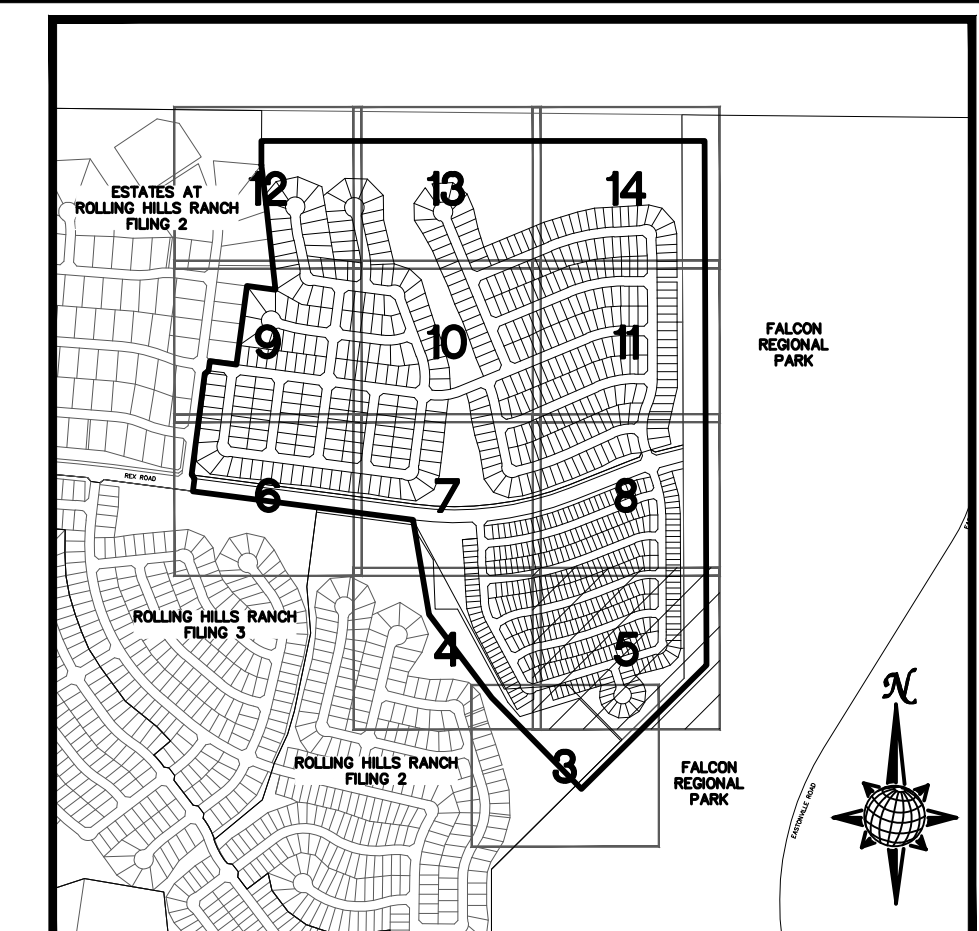 12
13
14
ESTATES AT
ROLLING HILLS RANCH
FILING 2
9
10
11
FALCON
REGIONAL
PARK
REX ROAD
6
7
8
ROLLING HILLS RANCH
FILING 3
4
5
N
ROLLING HILLS RANCH
FILING 2
3
FALCON
REGIONAL
PARK
EASTONVILLE ROAD